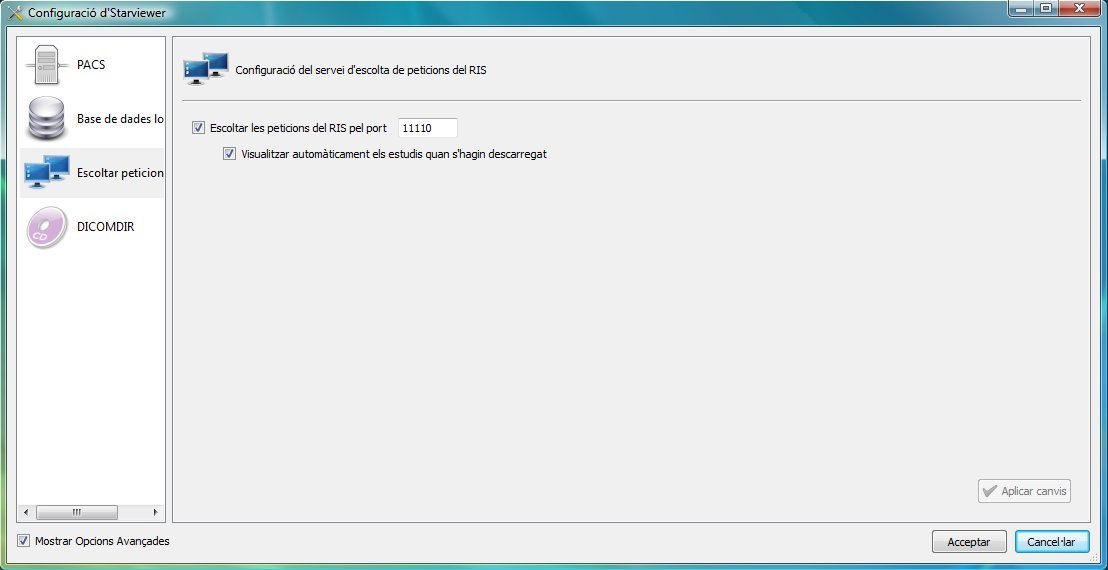 Configuració d'Starviewer
PACS
Base de dades lo
Escoltar peticion
DICOMDIR
CD
Configuració del servei d'escolta de peticions del RIS
Escoltar les peticions del RIS pel port 11110
Visualitzar automàticament els estudis quan s'hagin descarregat
Aplicar canvis
Mostrar Opcions Avançades
Acceptar
Cancel·lar